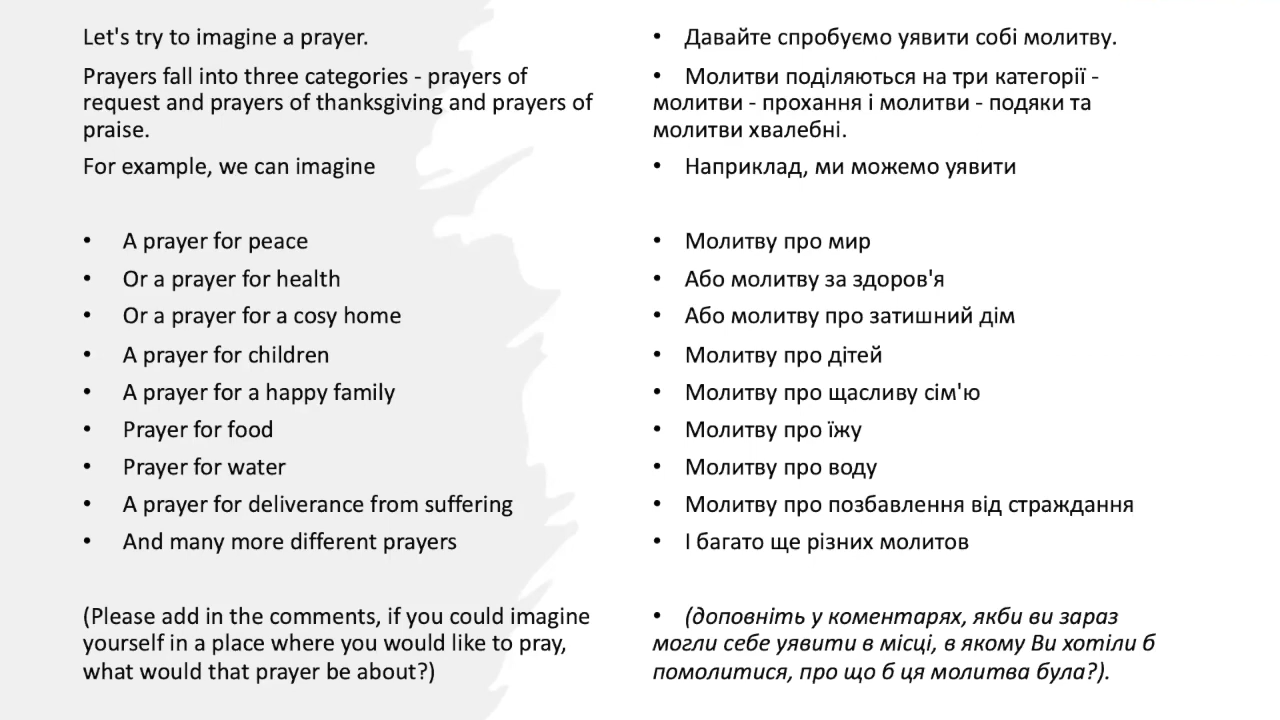 Let's try to imagine a prayer.
Prayers fall into three categories - prayers of
request and prayers of thanksgiving and prayers of
praise.
For example, we can imagine
• A prayer for peace
• Or a prayer for health
• Or a prayer for a cosy home
• A prayer for children
• A prayer for a happy family
• Prayer for food
• Prayer for water
• A prayer for deliverance from suffering
• And many more different prayers
(Please add in the comments, if you could imagine
yourself in a place where you would like to pray,
what would that prayer be about?)
• Давайте спробуємо уявити собі молитву.
• Молитви поділяються на три категорії -
молитви - прохання і молитви - подяки та
молитви хвалебні.
• Наприклад, ми можемо уявити
• Молитву про мир
• Або молитву за здоров'я
• Або молитву про затишний дім
• Молитву про дітей
• Молитву про щасливу сім'ю
• Молитву про їжу
• Молитву про воду
• Молитву про позбавлення від страждання
• І багато ще різних молитов
• (доповніть у коментарях, якби ви зараз
могли себе уявити в місці, в якому Ви хотіли б
помолитися, про що б ця молитва була?).